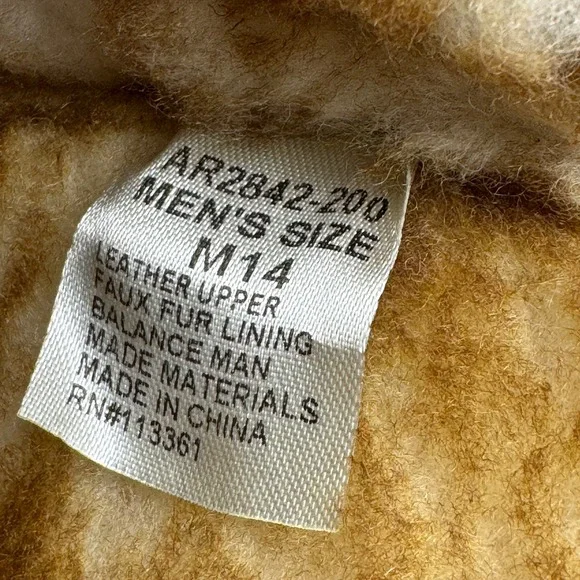 AR2842-200
MEN'S SIZE
M14
LEATHER UPPER
FAUX FUR LINING
BALANCE MAN
MADE MATERIALS
MADE IN CHINA
RN#113361